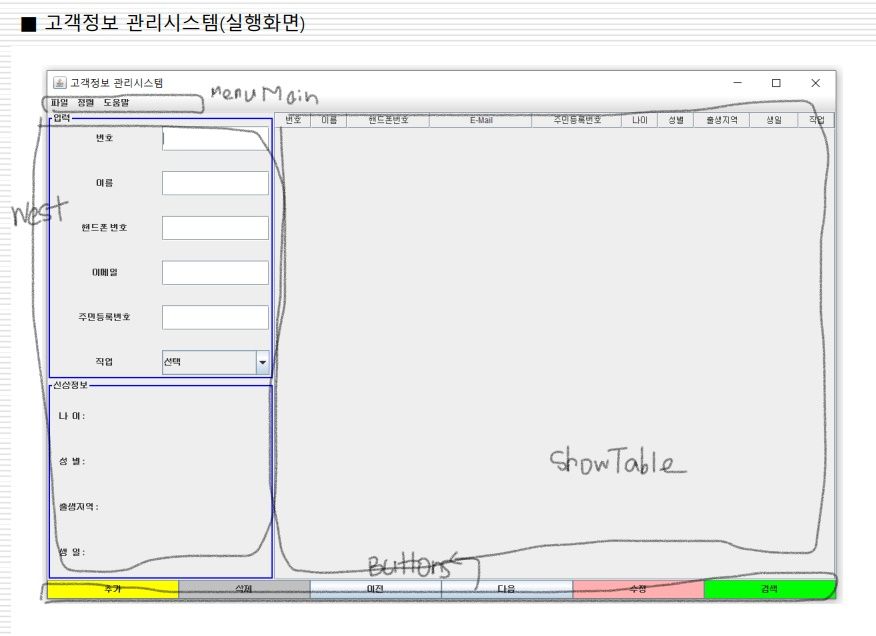 ■ 고객정보 관리시스템(실행화면)
고객정보 관리시스템
파일 정렬 도움말
MenuMain
입력
번호 이름 핸드폰번호 E-Mail 주민등록번호 나이 성별 출생지역 생일 직업
번호
이름
West
핸드폰 번호
이메일
주민등록번호
직업 선택
신상정보
나 이 :
성 별 :
ShowTable
출생지역 :
생 일 :
Buttons
추가 삭제 이전 다음 수정 검색